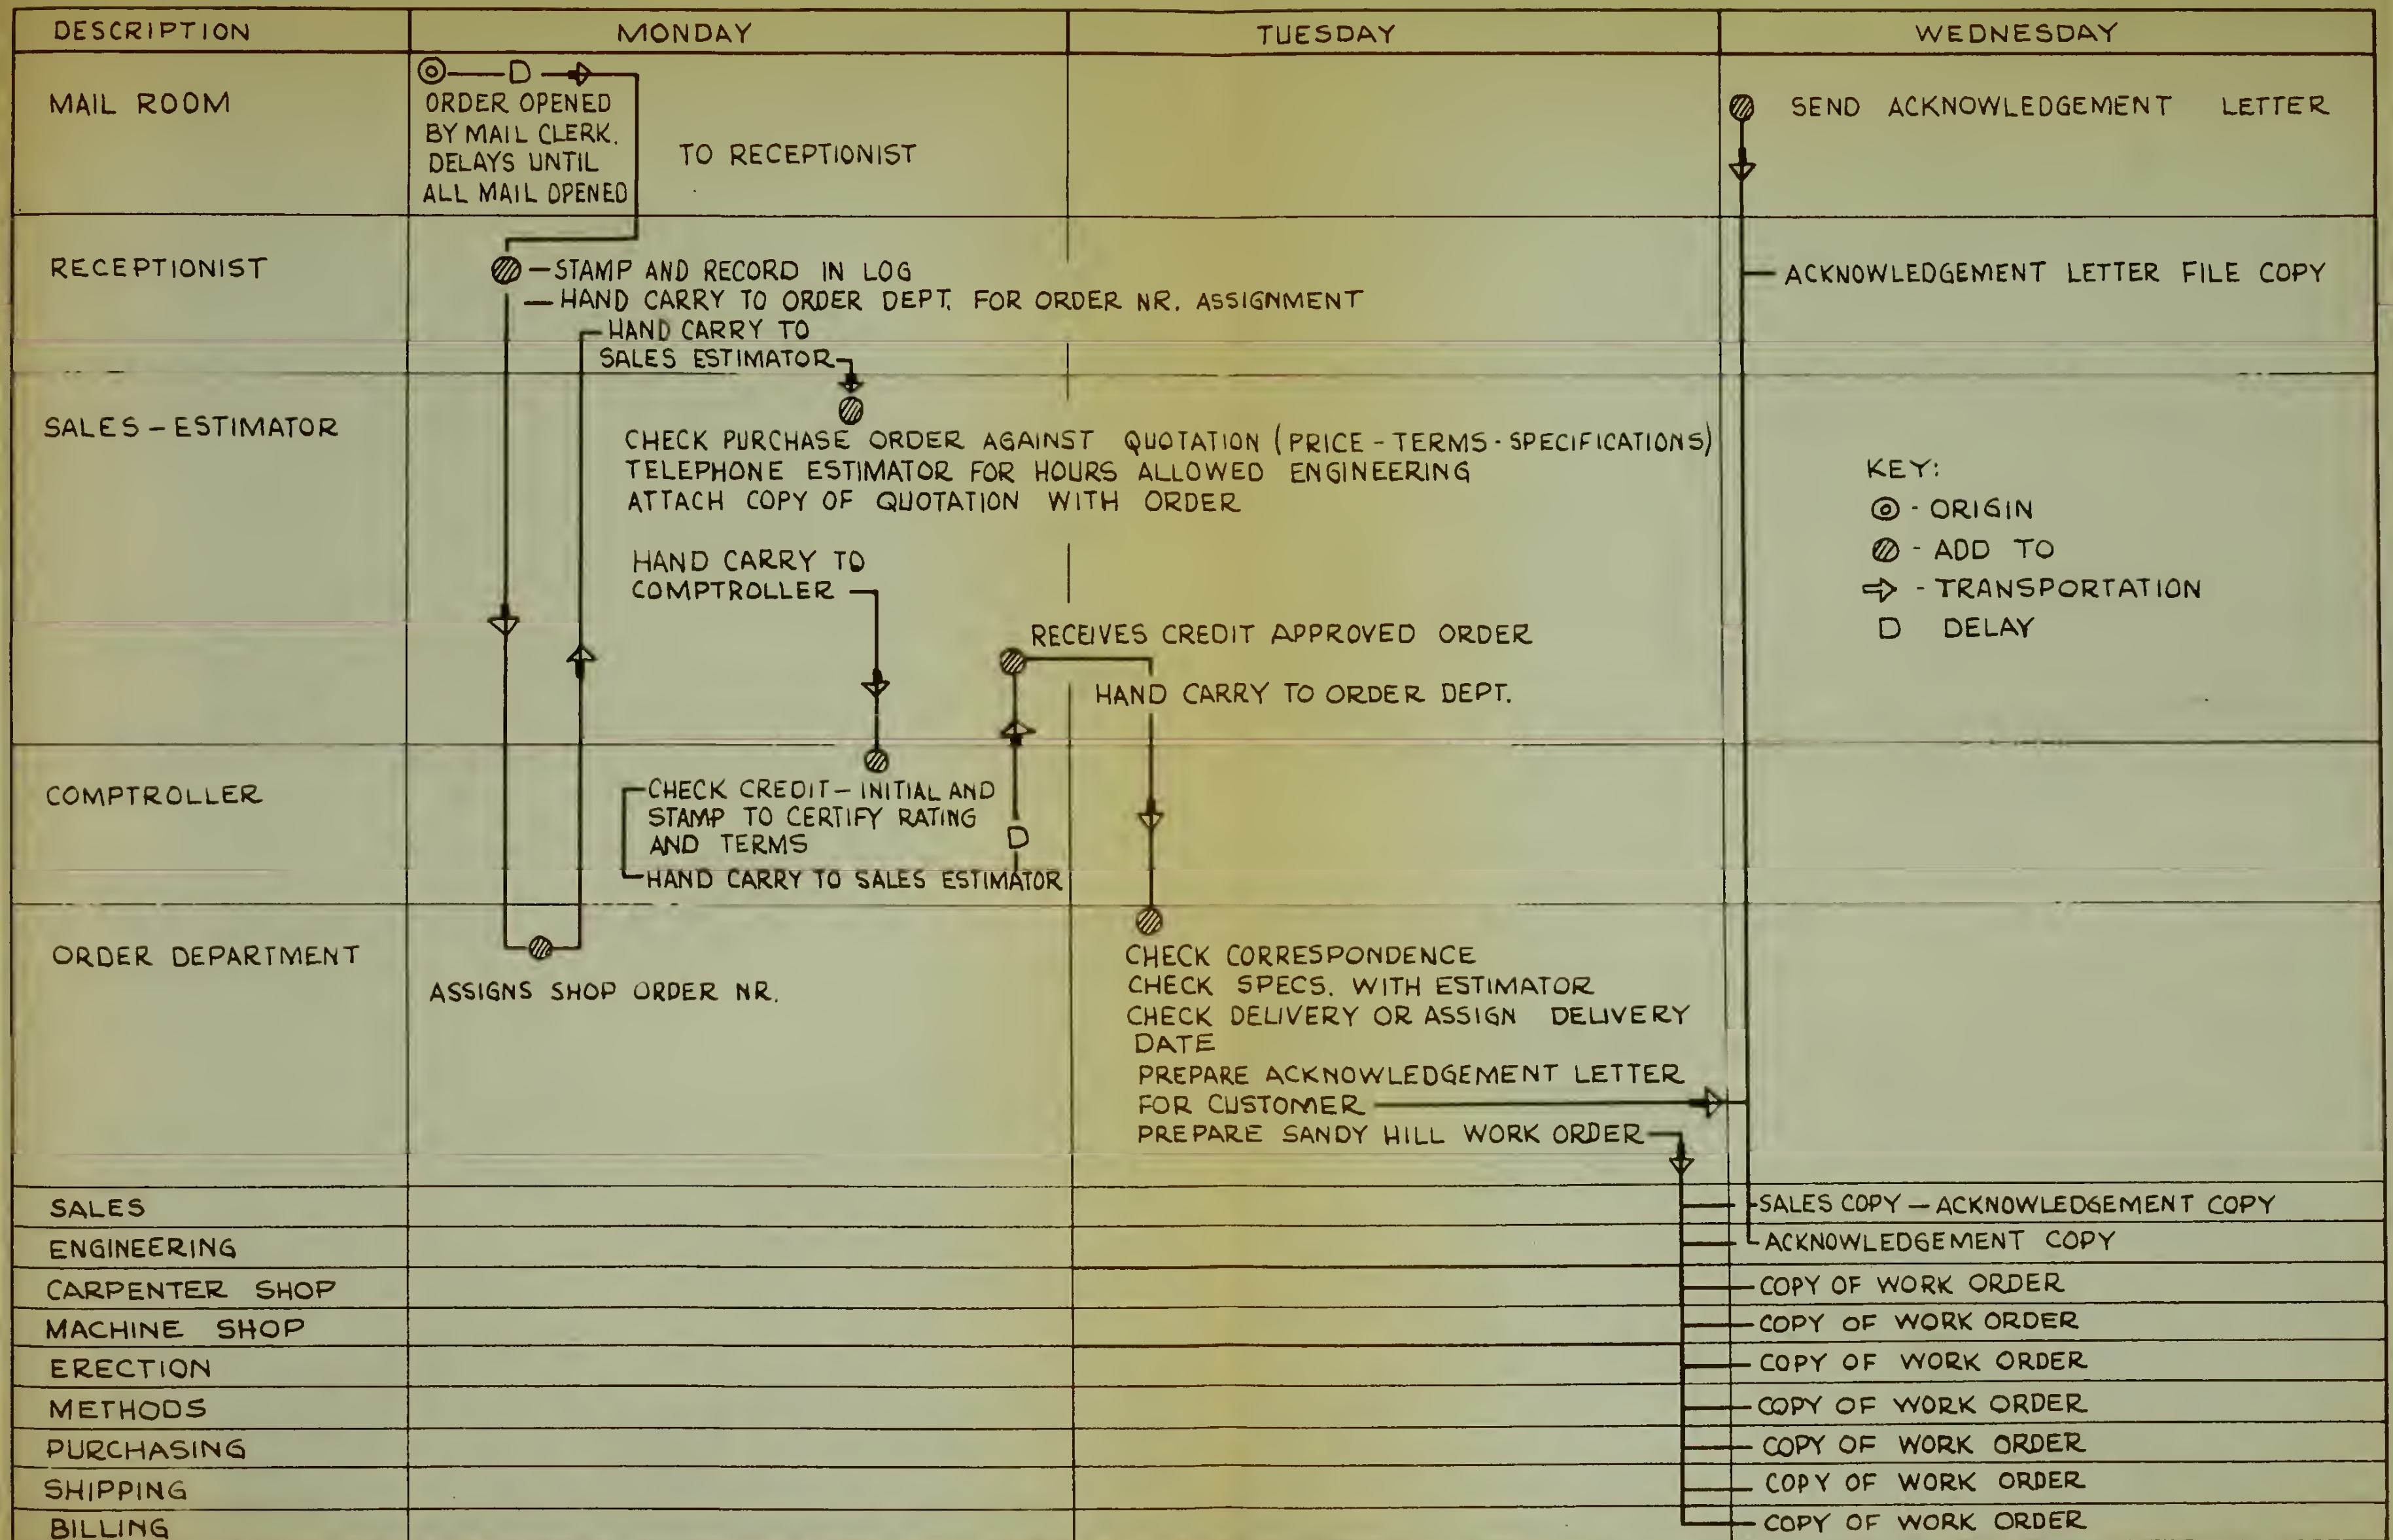 DESCRIPTION
MONDAY
TUESDAY
WEDNESDAY
MAIL ROOM
D
ORDER OPENED
BY MAIL CLERK.
DELAYS UNTIL
ALL MAIL OPENED
TO RECEPTIONIST
SEND ACKNOWLEDGEMENT LETTER
RECEPTIONIST
—STAMP AND RECORD IN LOG
—HAND CARRY TO ORDER DEPT. FOR ORDER NR. ASSIGNMENT
HAND CARRY TO
SALES ESTIMATOR
ACKNOWLEDGEMENT LETTER FILE COPY
SALES - ESTIMATOR
CHECK PURCHASE ORDER AGAINST QUOTATION (PRICE - TERMS - SPECIFICATIONS)
TELEPHONE ESTIMATOR FOR HOURS ALLOWED ENGINEERING
ATTACH COPY OF QUOTATION WITH ORDER
HAND CARRY TO
COMPTROLLER
RECEIVES CREDIT APPROVED ORDER
HAND CARRY TO ORDER DEPT.
KEY:
◎ - ORIGIN
- ADD TO
- TRANSPORTATION
D DELAY
COMPTROLLER
CHECK CREDIT — INITIAL AND
STAMP TO CERTIFY RATING
AND TERMS
D
HAND CARRY TO SALES ESTIMATOR
ORDER DEPARTMENT
ASSIGNS SHOP ORDER NR.
CHECK CORRESPONDENCE
CHECK SPECS. WITH ESTIMATOR
CHECK DELIVERY OR ASSIGN DELIVERY
DATE
PREPARE ACKNOWLEDGEMENT LETTER
FOR CUSTOMER
PREPARE SANDY HILL WORK ORDER
SALES
SALES COPY — ACKNOWLEDGEMENT COPY
ENGINEERING
ACKNOWLEDGEMENT COPY
CARPENTER SHOP
COPY OF WORK ORDER
MACHINE SHOP
COPY OF WORK ORDER
ERECTION
COPY OF WORK ORDER
METHODS
COPY OF WORK ORDER
PURCHASING
COPY OF WORK ORDER
SHIPPING
COPY OF WORK ORDER
BILLING
COPY OF WORK ORDER